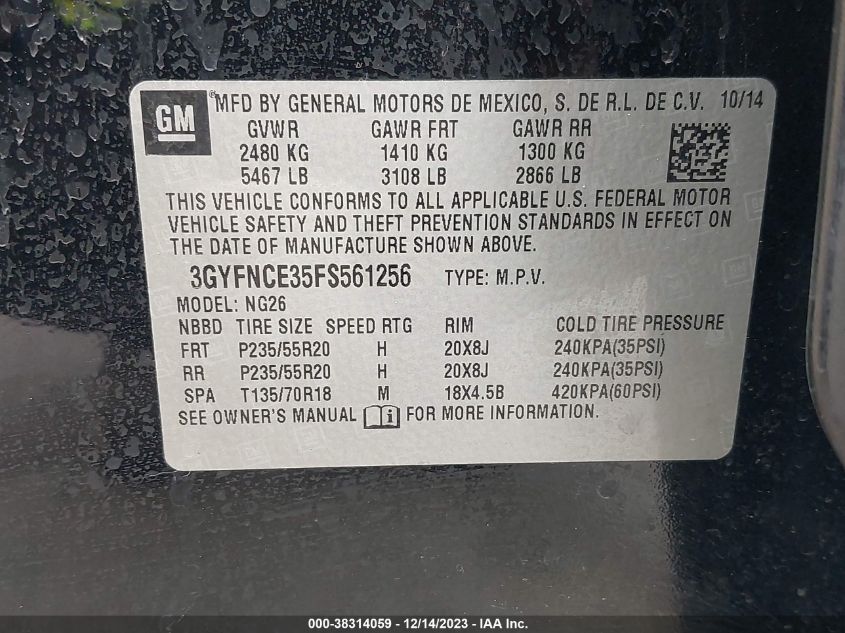 GM ® MFD BY GENERAL MOTORS DE MEXICO, S. DE R.L. DE C.V. 10/14
GVWR GAWR FRT GAWR RR
2480 KG 1410 KG 1300 KG
5467 LB 3108 LB 2866 LB
THIS VEHICLE CONFORMS TO ALL APPLICABLE U.S. FEDERAL MOTOR
VEHICLE SAFETY AND THEFT PREVENTION STANDARDS IN EFFECT ON
THE DATE OF MANUFACTURE SHOWN ABOVE.
3GYFNCE35FS561256 TYPE: M.P.V.
MODEL: NG26
NBBD TIRE SIZE SPEED RTG RIM COLD TIRE PRESSURE
FRT P235/55R20 H 20X8J 240KPA(35PSI)
RR P235/55R20 H 20X8J 240KPA(35PSI)
SPA T135/70R18 M 18X4.5B 420KPA(60PSI)
SEE OWNER'S MANUAL i FOR MORE INFORMATION.
000-38314059 - 12/14/2023 - IAA Inc.